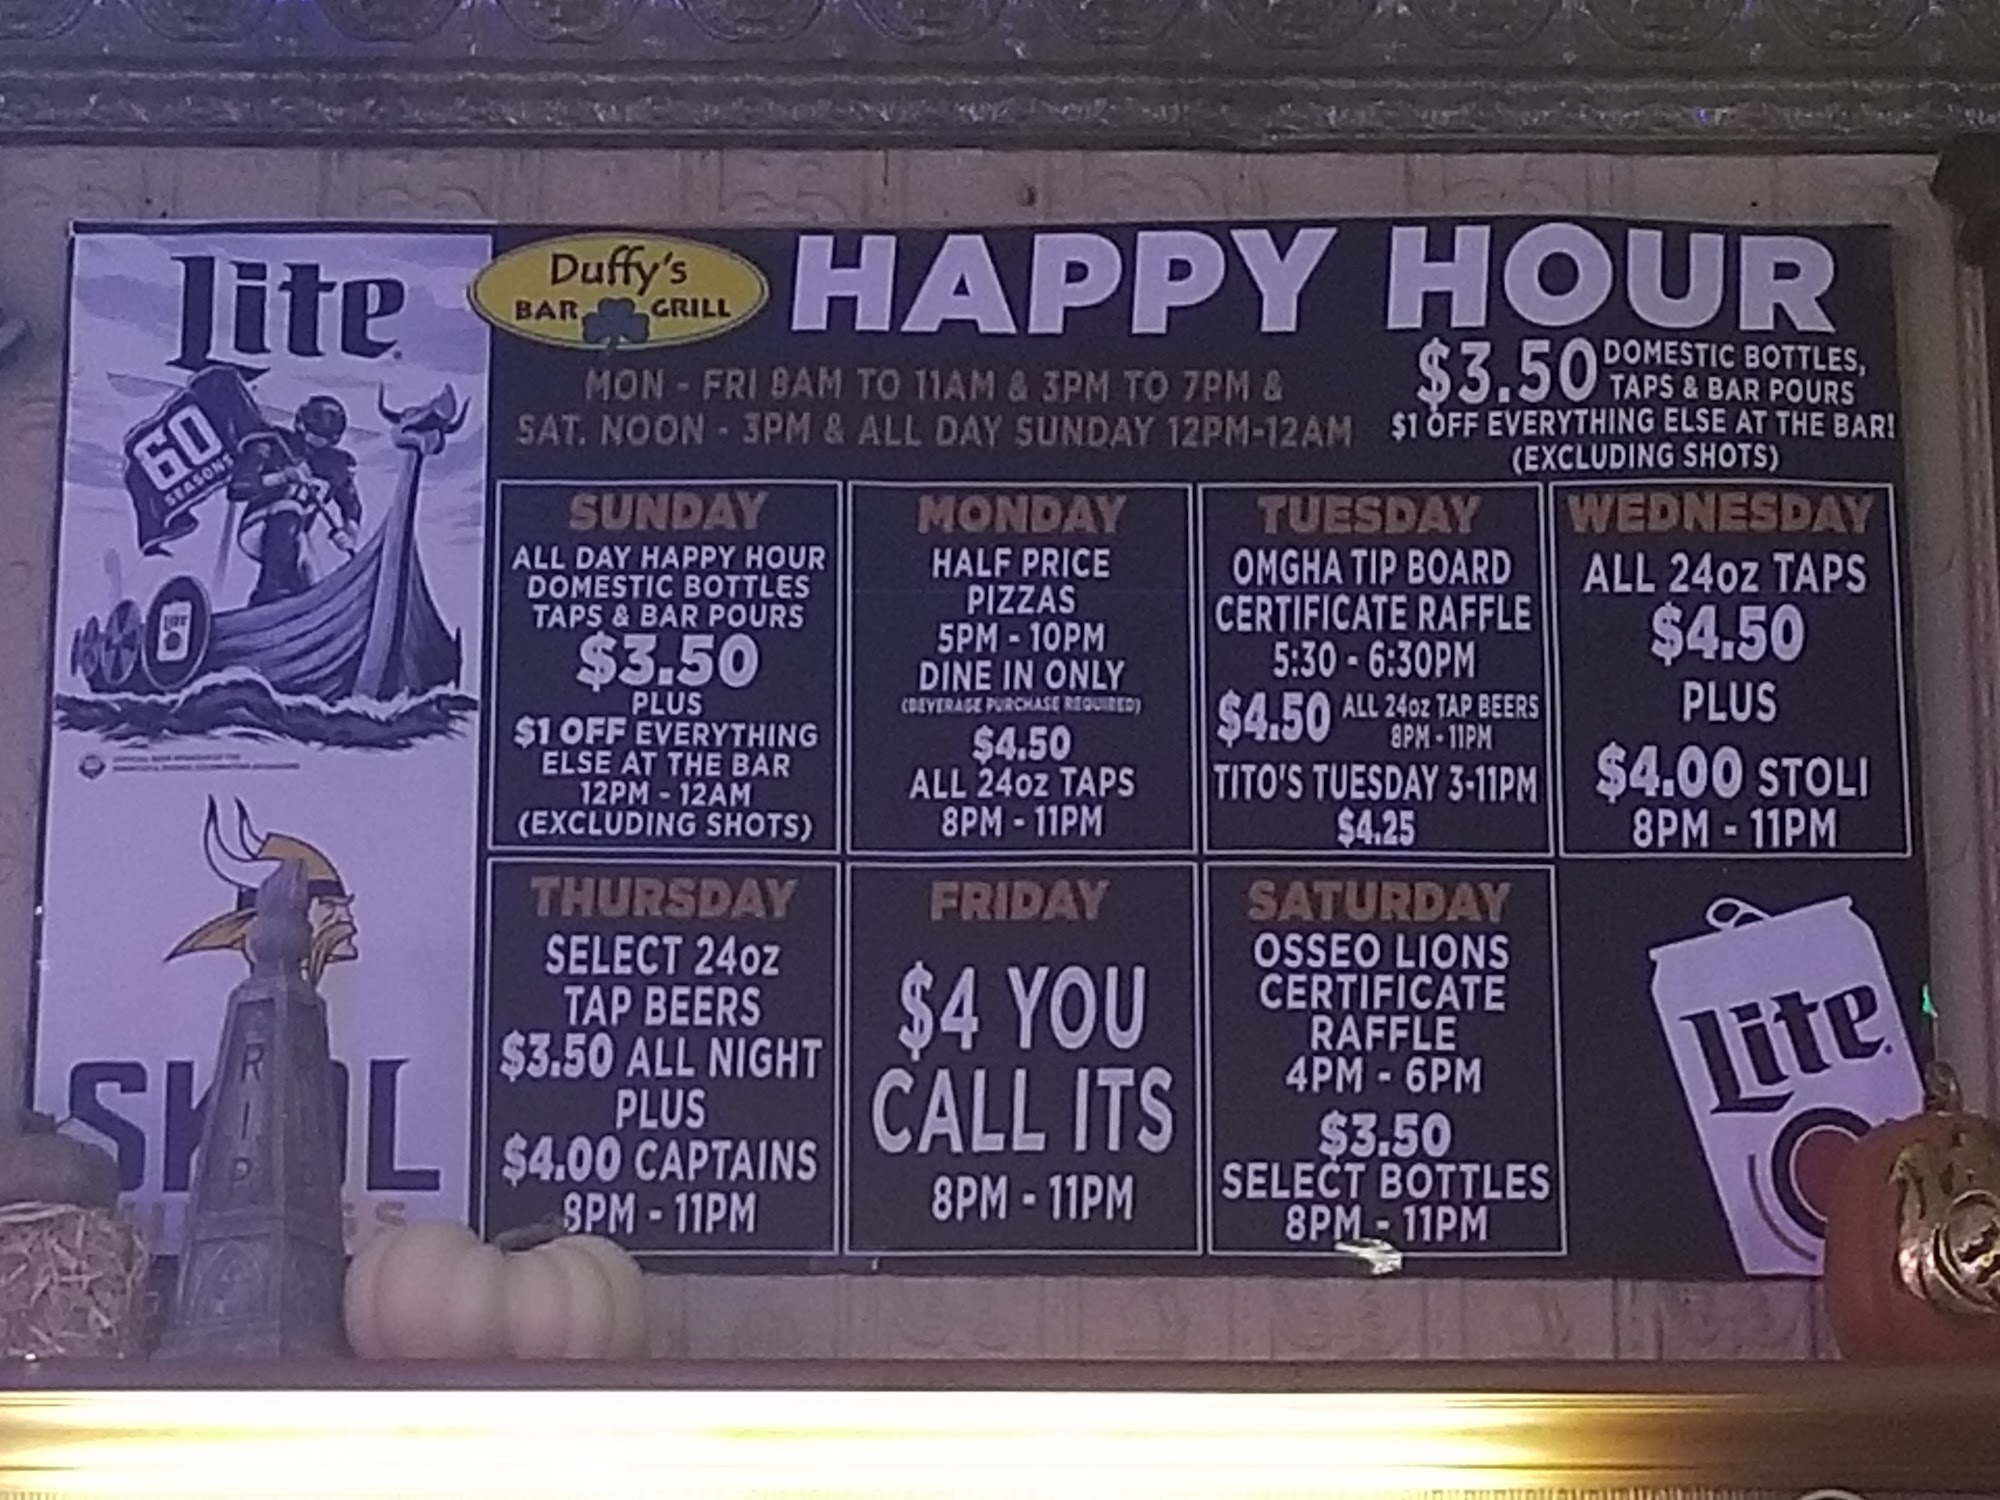 Lite
60
SEASONS
Lite
SKOL
RIP
Duffy's
BAR GRILL
HAPPY HOUR
MON - FRI 8AM TO 11AM & 3PM TO 7PM &
SAT. NOON - 3PM & ALL DAY SUNDAY 12PM-12AM
$3.50 DOMESTIC BOTTLES,
TAPS & BAR POURS
$1 OFF EVERYTHING ELSE AT THE BAR!
(EXCLUDING SHOTS)
SUNDAY
ALL DAY HAPPY HOUR
DOMESTIC BOTTLES
TAPS & BAR POURS
$3.50
PLUS
$1 OFF EVERYTHING
ELSE AT THE BAR
12PM - 12AM
(EXCLUDING SHOTS)
MONDAY
HALF PRICE
PIZZAS
5PM - 10PM
DINE IN ONLY
(BEVERAGE PURCHASE REQUIRED)
$4.50
ALL 24oz TAPS
8PM - 11PM
TUESDAY
OMGHA TIP BOARD
CERTIFICATE RAFFLE
5:30 - 6:30PM
$4.50 ALL 24oz TAP BEERS
8PM - 11PM
TITO'S TUESDAY 3-11PM
$4.25
WEDNESDAY
ALL 24oz TAPS
$4.50
PLUS
$4.00 STOLI
8PM - 11PM
THURSDAY
SELECT 24oz
TAP BEERS
$3.50 ALL NIGHT
PLUS
$4.00 CAPTAINS
8PM - 11PM
FRIDAY
$4 YOU
CALL ITS
8PM - 11PM
SATURDAY
OSSEO LIONS
CERTIFICATE
RAFFLE
4PM - 6PM
$3.50
SELECT BOTTLES
8PM - 11PM
Lite